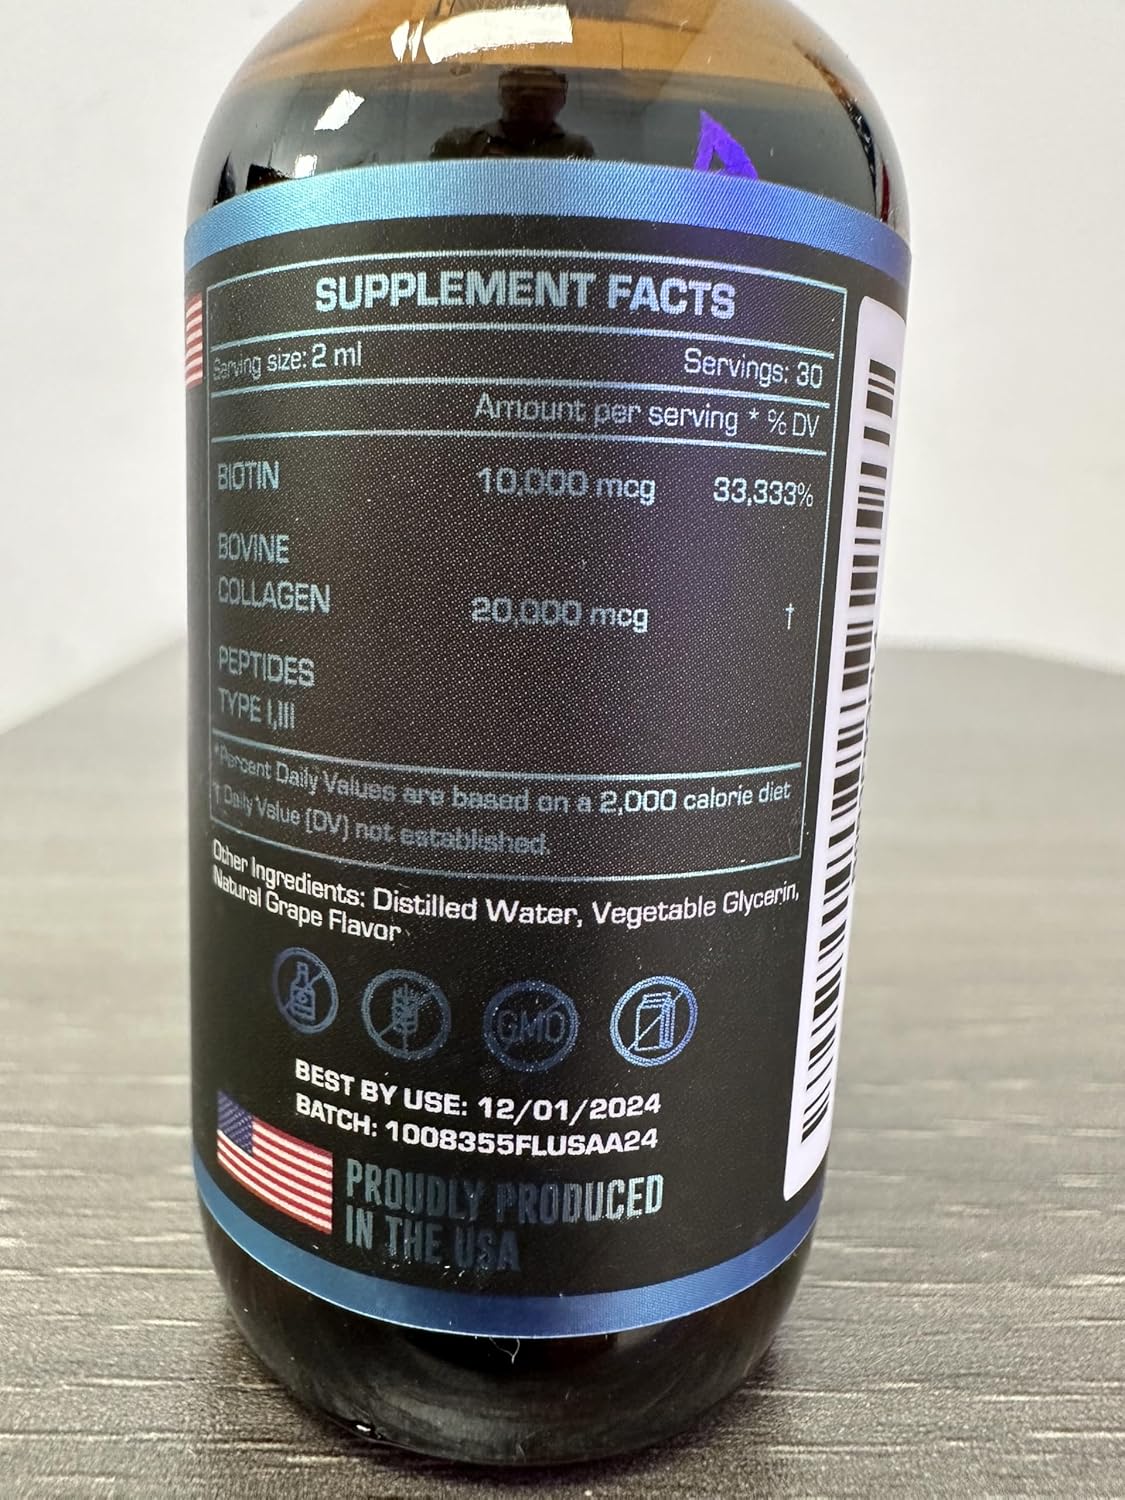 SUPPLEMENT FACTS
Serving size: 2 ml Servings: 30
Amount per serving * % DV
BIOTIN 10,000 mcg 33,333%
BOVINE
COLLAGEN 20,000 mcg †
PEPTIDES
TYPE I,III
*Percent Daily Values are based on a 2,000 calorie diet
† Daily Value (DV) not established.
Other Ingredients: Distilled Water, Vegetable Glycerin,
Natural Grape Flavor
GMO
BEST BY USE: 12/01/2024
BATCH: 1008355FLUSAA24
PROUDLY PRODUCED
IN THE USA